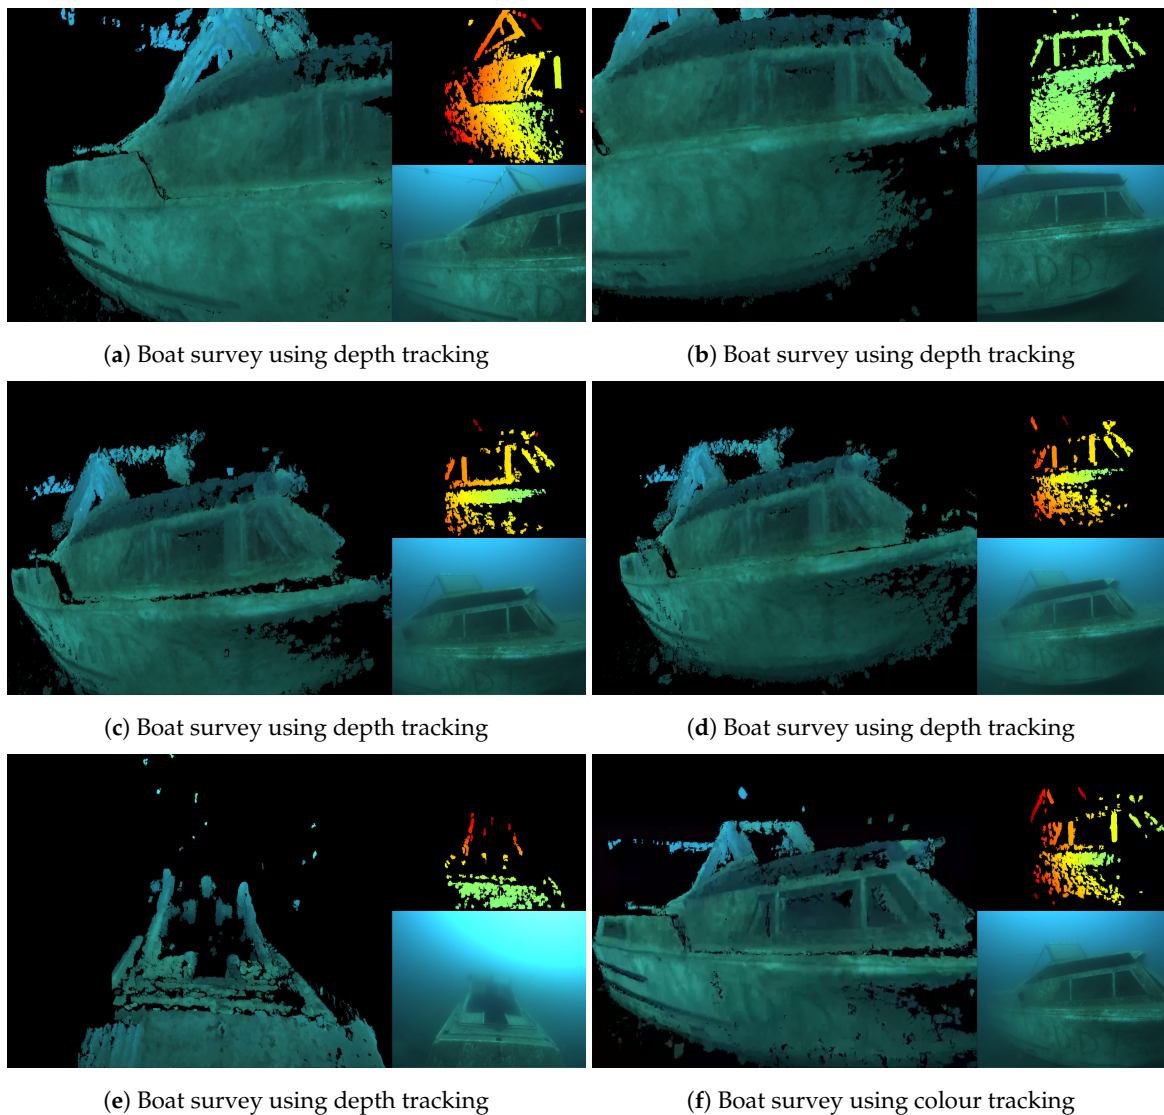 (a) Boat survey using depth tracking
(b) Boat survey using depth tracking
(c) Boat survey using depth tracking
(d) Boat survey using depth tracking
(e) Boat survey using depth tracking
(f) Boat survey using colour tracking